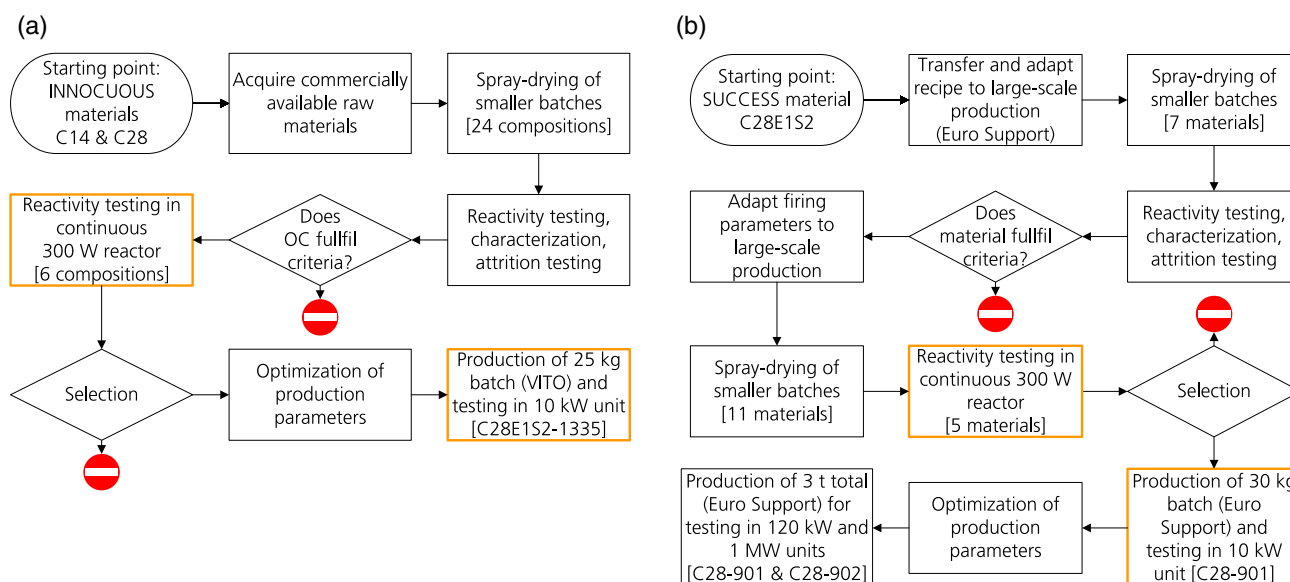 (a)
Starting point:
INNOCUOUS
materials
C14 & C28
Acquire commercially
available raw
materials
Spray-drying of
smaller batches
[24 compositions]
Reactivity testing,
characterization,
attrition testing
Does
OC fullfil
criteria?
Reactivity testing in
continuous
300 W reactor
[6 compositions]
Selection
Optimization of
production
parameters
Production of 25 kg
batch (VITO) and
testing in 10 kW unit
[C28E1S2-1335]
(b)
Starting point:
SUCCESS material
C28E1S2
Transfer and adapt
recipe to large-scale
production
(Euro Support)
Spray-drying of
smaller batches
[7 materials]
Reactivity testing,
characterization,
attrition testing
Does
material fullfil
criteria?
Adapt firing
parameters to
large-scale
production
Spray-drying of
smaller batches
[11 materials]
Reactivity testing in
continuous 300 W
reactor
[5 materials]
Selection
Production of 30 kg
batch (Euro
Support) and
testing in 10 kW
unit [C28-901]
Optimization of
production
parameters
Production of 3 t total
(Euro Support) for
testing in 120 kW and
1 MW units
[C28-901 & C28-902]